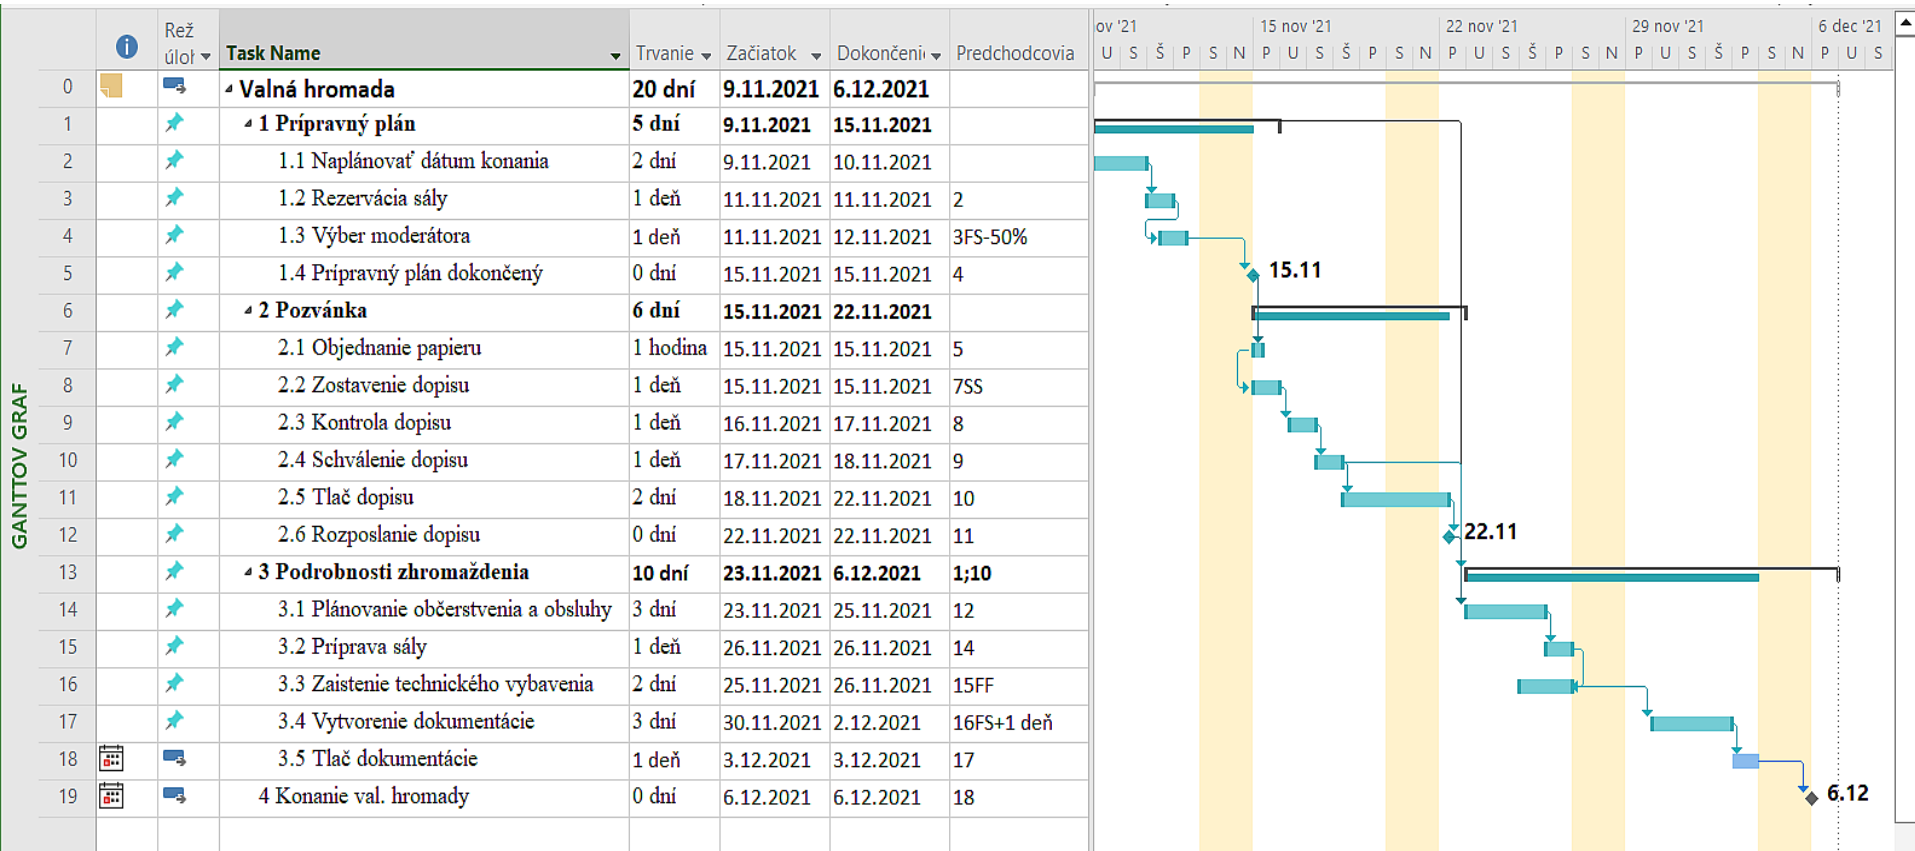 Rež
úloh
Task Name
Trvanie
Začiatok
Predchodcovia
15 nov '21
22 nov '21
29 nov '21
6 dec '21
U S Š P S N P U S Š P S N P U S Š P S N P U S Š P S N P U S
0 Valná hromada 20 dní 9.11.2021 6.12.2021
1 1 Prípravný plán 5 dní 9.11.2021 15.11.2021
2 1.1 Naplánovať dátum konania 2 dní 9.11.2021 10.11.2021
3 1.2 Rezervácia sály 1 deň 11.11.2021 11.11.2021 2
4 1.3 Výber moderátora 1 deň 11.11.2021 12.11.2021 3FS-50%
5 1.4 Prípravný plán dokončený 0 dní 15.11.2021 15.11.2021 4
15.11
6 2 Pozvánka 6 dní 15.11.2021 22.11.2021
7 2.1 Objednanie papieru 1 hodina 15.11.2021 15.11.2021 5
8 2.2 Zostavenie dopisu 1 deň 15.11.2021 15.11.2021 7SS
9 2.3 Kontrola dopisu 1 deň 16.11.2021 17.11.2021 8
10 2.4 Schválenie dopisu 1 deň 17.11.2021 18.11.2021 9
11 2.5 Tlač dopisu 2 dní 18.11.2021 22.11.2021 10
12 2.6 Rozposlanie dopisu 0 dní 22.11.2021 22.11.2021 11
22.11
13 3 Podrobnosti zhromaždenia 10 dní 23.11.2021 6.12.2021 1;10
14 3.1 Plánovanie občerstvenia a obsluhy 3 dní 23.11.2021 25.11.2021 12
15 3.2 Príprava sály 1 deň 26.11.2021 26.11.2021 14
16 3.3 Zaistenie technického vybavenia 2 dní 25.11.2021 26.11.2021 15FF
17 3.4 Vytvorenie dokumentácie 3 dní 30.11.2021 2.12.2021 16FS+1 deň
18 3.5 Tlač dokumentácie 1 deň 3.12.2021 3.12.2021 17
19 4 Konanie val. hromady 0 dní 6.12.2021 6.12.2021 18
6.12
GANTTOV GRAF